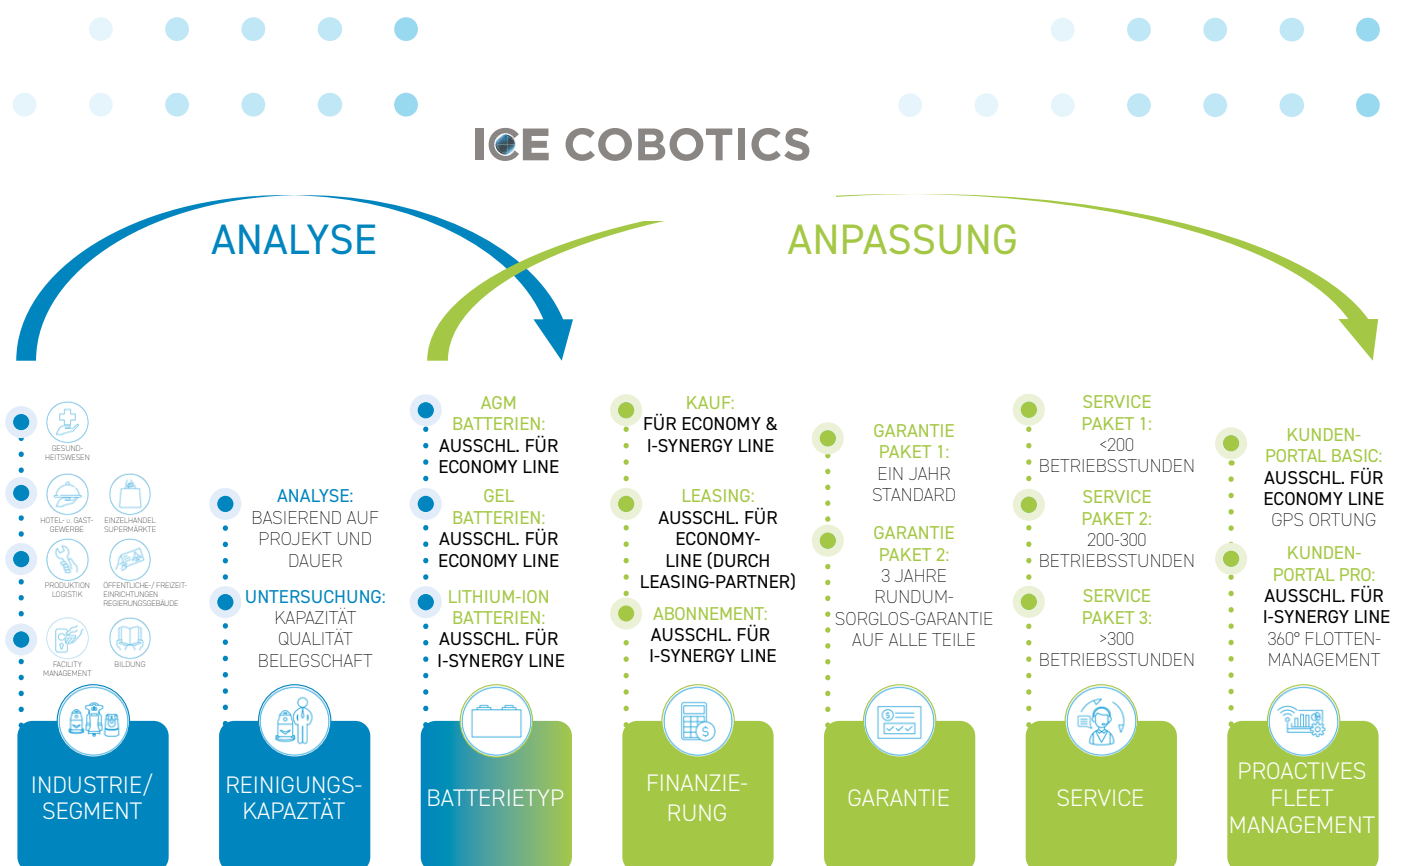 ICE COBOTICS
ANALYSE
ANPASSUNG
GESUND-
HEITSWESEN
HOTEL- U. GAST-
GEWERBE
EINZELHANDEL
SUPERMÄRKTE
PRODUKTION
LOGISTIK
ÖFFENTLICHE-/ FREIZEIT-
EINRICHTUNGEN
REGIERUNGSGEBÄUDE
FACILITY
MANAGEMENT
BILDUNG
INDUSTRIE/
SEGMENT
ANALYSE:
BASIEREND AUF
PROJEKT UND
DAUER
UNTERSUCHUNG:
KAPAZITÄT
QUALITÄT
BELEGSCHAFT
REINIGUNGS-
KAPAZTÄT
AGM
BATTERIEN:
AUSSCHL. FÜR
ECONOMY LINE
GEL
BATTERIEN:
AUSSCHL. FÜR
ECONOMY LINE
LITHIUM-ION
BATTERIEN:
AUSSCHL. FÜR
I-SYNERGY LINE
BATTERIETYP
KAUF:
FÜR ECONOMY &
I-SYNERGY LINE
LEASING:
AUSSCHL. FÜR
ECONOMY-
LINE (DURCH
LEASING-PARTNER)
ABONNEMENT:
AUSSCHL. FÜR
I-SYNERGY LINE
FINANZIE-
RUNG
GARANTIE
PAKET 1:
EIN JAHR
STANDARD
GARANTIE
PAKET 2:
3 JAHRE
RUNDUM-
SORGLOS-GARANTIE
AUF ALLE TEILE
GARANTIE
SERVICE
PAKET 1:
<200
BETRIEBSSTUNDEN
SERVICE
PAKET 2:
200-300
BETRIEBSSTUNDEN
SERVICE
PAKET 3:
>300
BETRIEBSSTUNDEN
SERVICE
KUNDEN-
PORTAL BASIC:
AUSSCHL. FÜR
ECONOMY LINE
GPS ORTUNG
KUNDEN-
PORTAL PRO:
AUSSCHL. FÜR
I-SYNERGY LINE
360° FLOTTEN-
MANAGEMENT
PROACTIVES
FLEET
MANAGEMENT